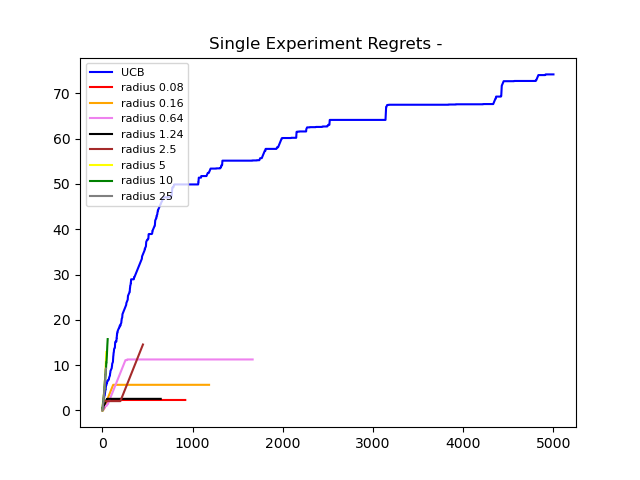 Single Experiment Regrets -
UCB
radius 0.08
radius 0.16
radius 0.64
radius 1.24
radius 2.5
radius 5
radius 10
radius 25
70
60
50
40
30
20
10
0
0 1000 2000 3000 4000 5000